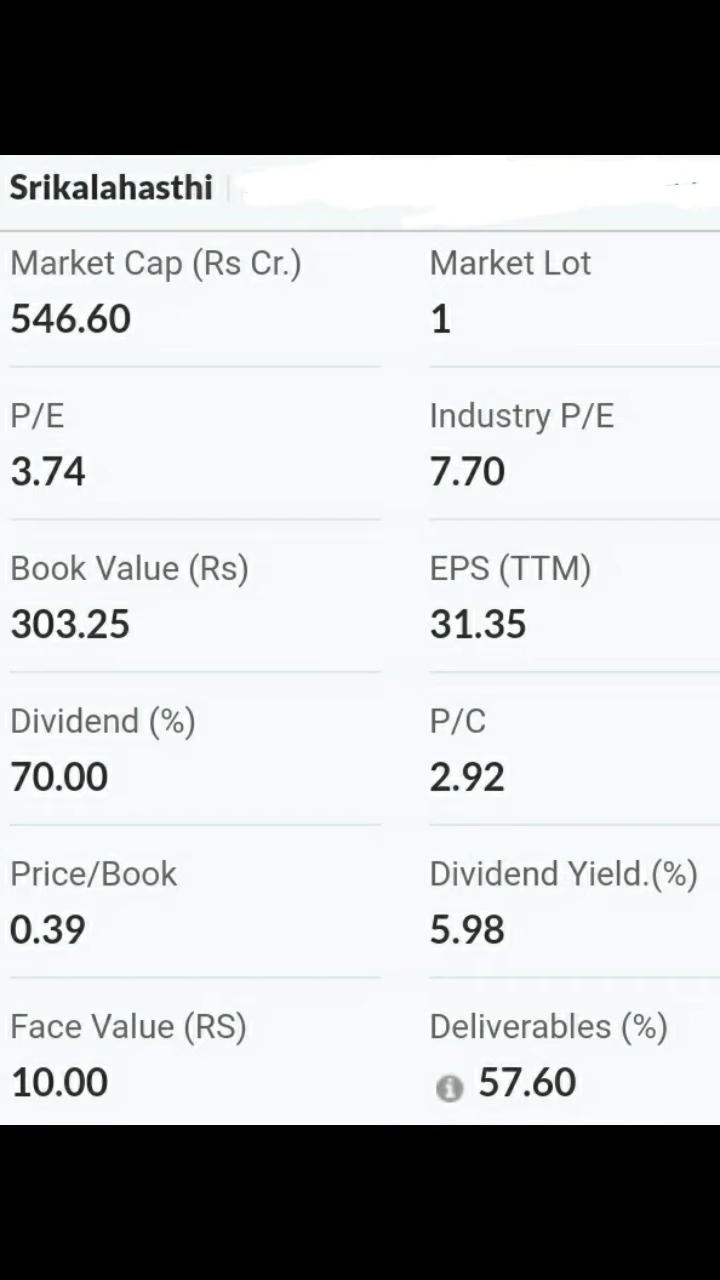 Srikalahasthi
Market Cap (Rs Cr.) Market Lot
546.60 1
P/E Industry P/E
3.74 7.70
Book Value (Rs) EPS (TTM)
303.25 31.35
Dividend (%) P/C
70.00 2.92
Price/Book Dividend Yield.(%)
0.39 5.98
Face Value (RS) Deliverables (%)
10.00 57.60